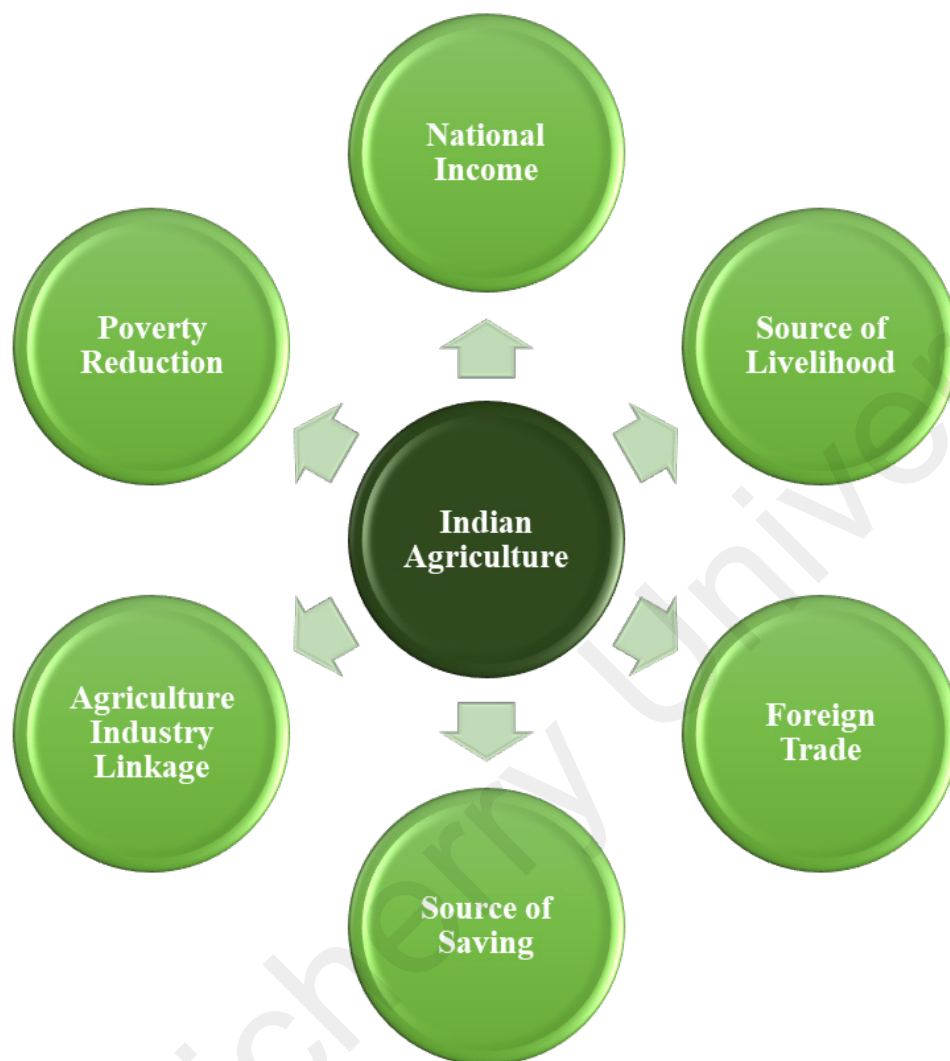 National
Income
Poverty
Reduction
Source of
Livelihood
Indian
Agriculture
Agriculture
Industry
Linkage
Foreign
Trade
Source of
Saving